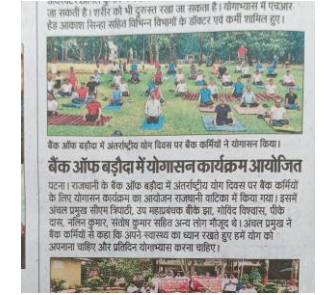 जा सकती है। शरीर को भी दुरुस्त रखा जा सकता है। योगाभ्यास में एचआर
हेड आकाश सिन्हा सहित विभिन्न विभागों के डॉक्टर एवं कर्मी शामिल हुए।
बैंक ऑफ बड़ौदा में अंतर्राष्ट्रीय योग दिवस पर बैंक कर्मियों ने योगासन किया।
बैंक ऑफ बड़ौदा में योगासन कार्यक्रम आयोजित
पटना। राजधानी के बैंक ऑफ बड़ौदा में अंतर्राष्ट्रीय योग दिवस पर बैंक कर्मियों
के लिए योगासन कार्यक्रम का आयोजन राजधानी वाटिका में किया गया। इसमें
अंचल प्रमुख सीएम त्रिपाठी, उप महाप्रबंधक बीके झा, गोविंद विश्वास, पीके
दास, नलिन कुमार, संतोष कुमार सहित अन्य लोग मौजूद थे। अंचल प्रमुख ने
बैंक कर्मियों से कहा कि अपने स्वास्थ्य का ध्यान रखते हुए हमें योग को
अपनाना चाहिए और प्रतिदिन योगाभ्यास करना चाहिए।